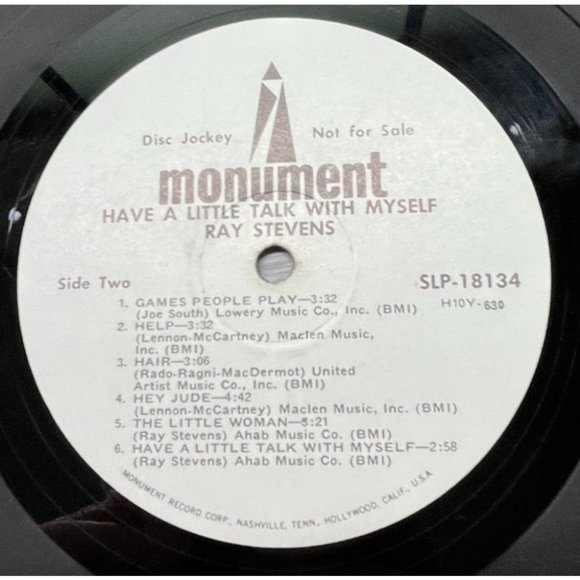 Disc Jockey Not for Sale
monument
HAVE A LITTLE TALK WITH MYSELF
RAY STEVENS
Side Two SLP-18134
H10Y-630
1. GAMES PEOPLE PLAY—3:32
(Joe South) Lowery Music Co., Inc. (BMI)
2. HELP—3:32
(Lennon-McCartney) Maclen Music,
Inc. (BMI)
3. HAIR—3:06
(Rado-Ragni-MacDermot) United
Artist Music Co., Inc. (BMI)
4. HEY JUDE—4:42
(Lennon-McCartney) Maclen Music, Inc. (BMI)
5. THE LITTLE WOMAN—3:21
(Ray Stevens) Ahab Music Co. (BMI)
6. HAVE A LITTLE TALK WITH MYSELF—2:58
(Ray Stevens) Ahab Music Co. (BMI)
MONUMENT RECORD CORP., NASHVILLE, TENN., HOLLYWOOD, CALIF., U.S.A.